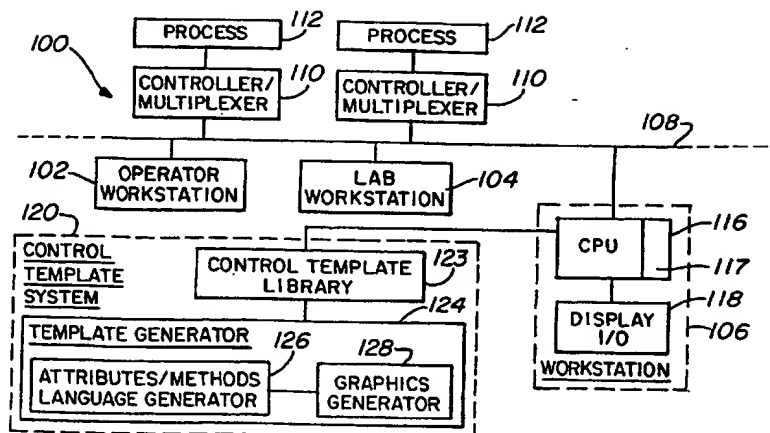 PROCESS 112
PROCESS 112
100
CONTROLLER/
MULTIPLEXER 110
CONTROLLER/
MULTIPLEXER 110
108
102 OPERATOR
WORKSTATION
LAB
WORKSTATION 104
120
CONTROL
TEMPLATE
SYSTEM
CONTROL TEMPLATE
LIBRARY 123
124
TEMPLATE GENERATOR
126
ATTRIBUTES/METHODS
LANGUAGE GENERATOR
128
GRAPHICS
GENERATOR
CPU
116
117
118
DISPLAY
I/O
106
WORKSTATION